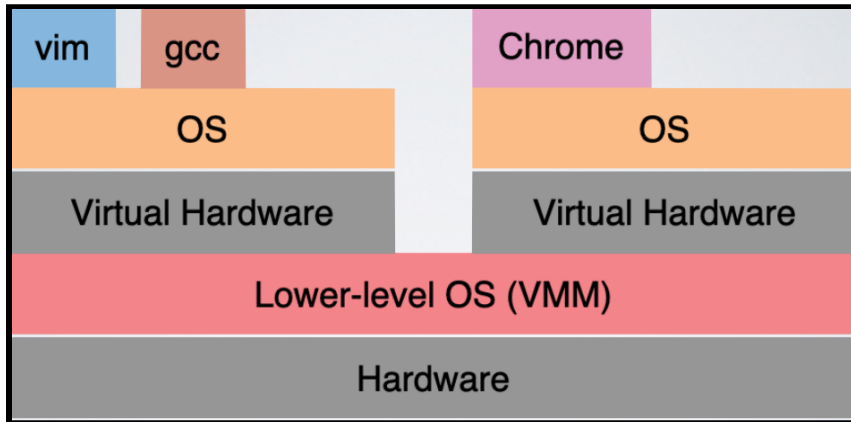 vim gcc Chrome
OS OS
Virtual Hardware Virtual Hardware
Lower-level OS (VMM)
Hardware